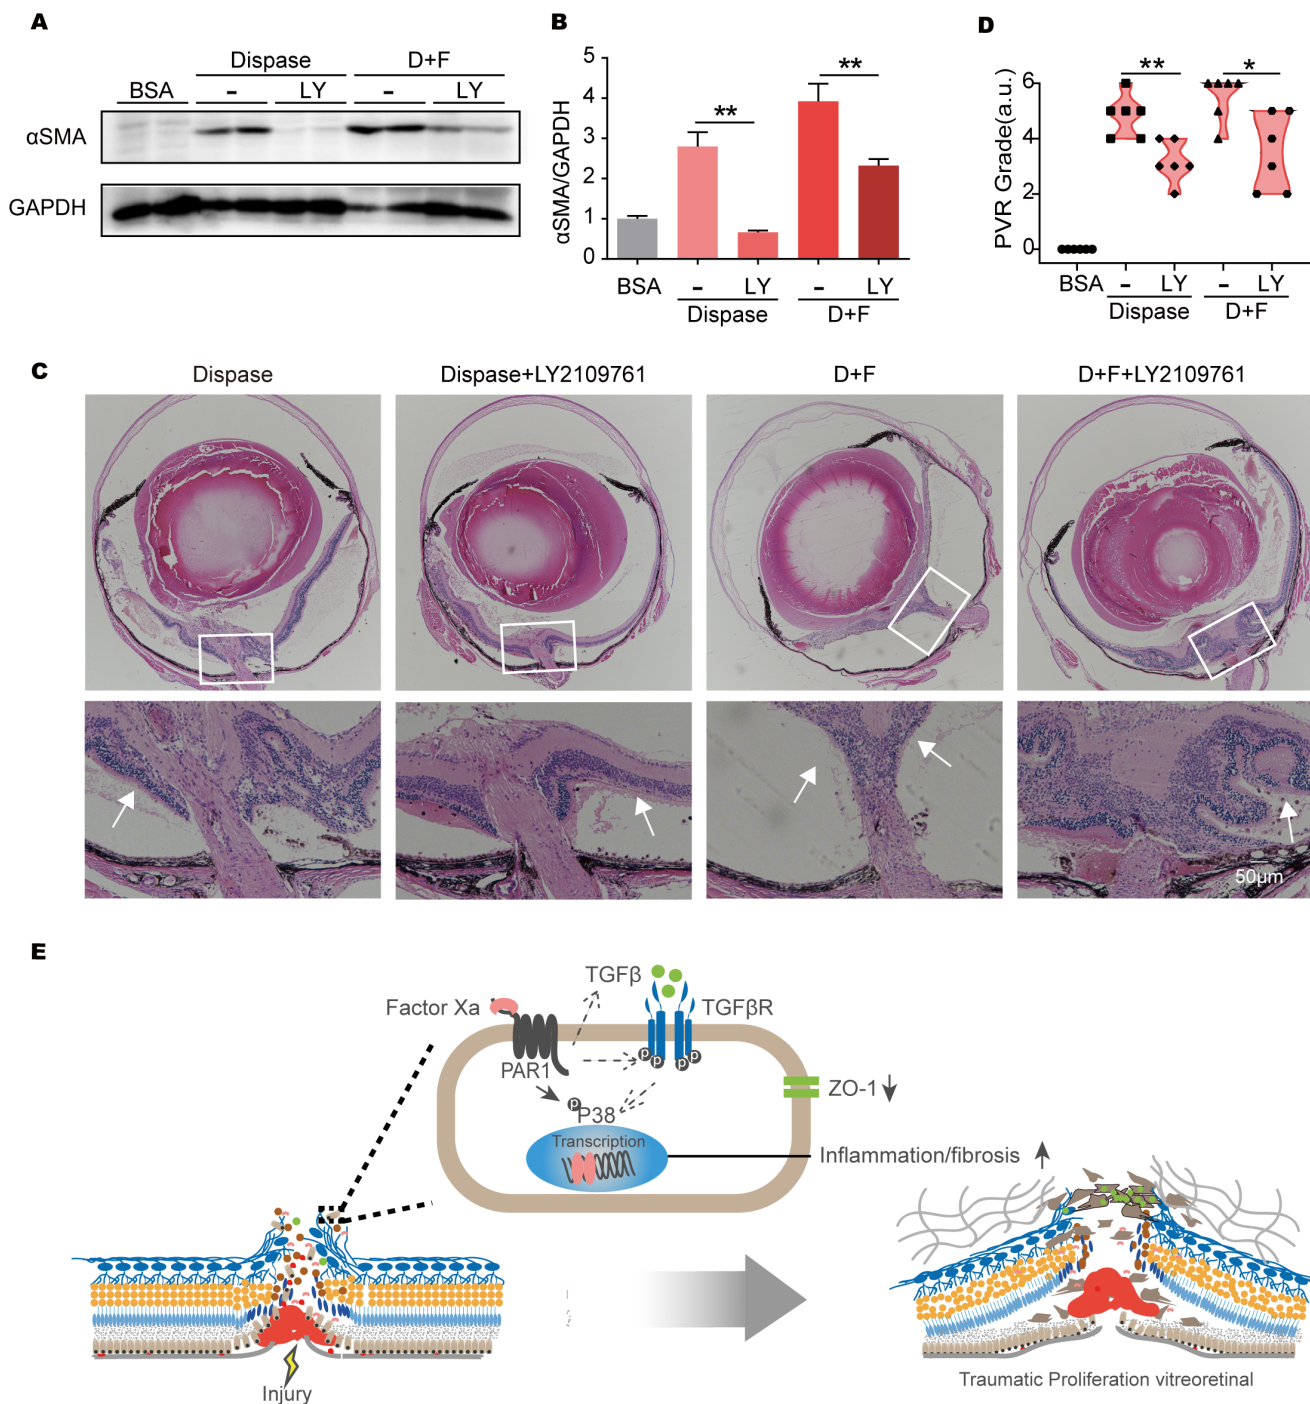 A
Dispase
D+F
BSA
-
LY
-
LY
αSMA
GAPDH
B
αSMA/GAPDH
5
4
3
2
1
0
**
**
BSA
-
LY
-
LY
Dispase
D+F
D
PVR Grade(a.u.)
6
4
2
0
**
*
BSA
-
LY
-
LY
Dispase
D+F
C
Dispase
Dispase+LY2109761
D+F
D+F+LY2109761
50μm
E
TGFβ
Factor Xa
TGFβR
P
P
P
P
PAR1
ZO-1
P
P38
Transcription
Inflammation/fibrosis
Injury
Traumatic Proliferation vitreoretinal